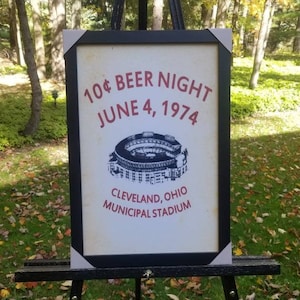 10¢ BEER NIGHT
JUNE 4, 1974
CLEVELAND, OHIO
MUNICIPAL STADIUM